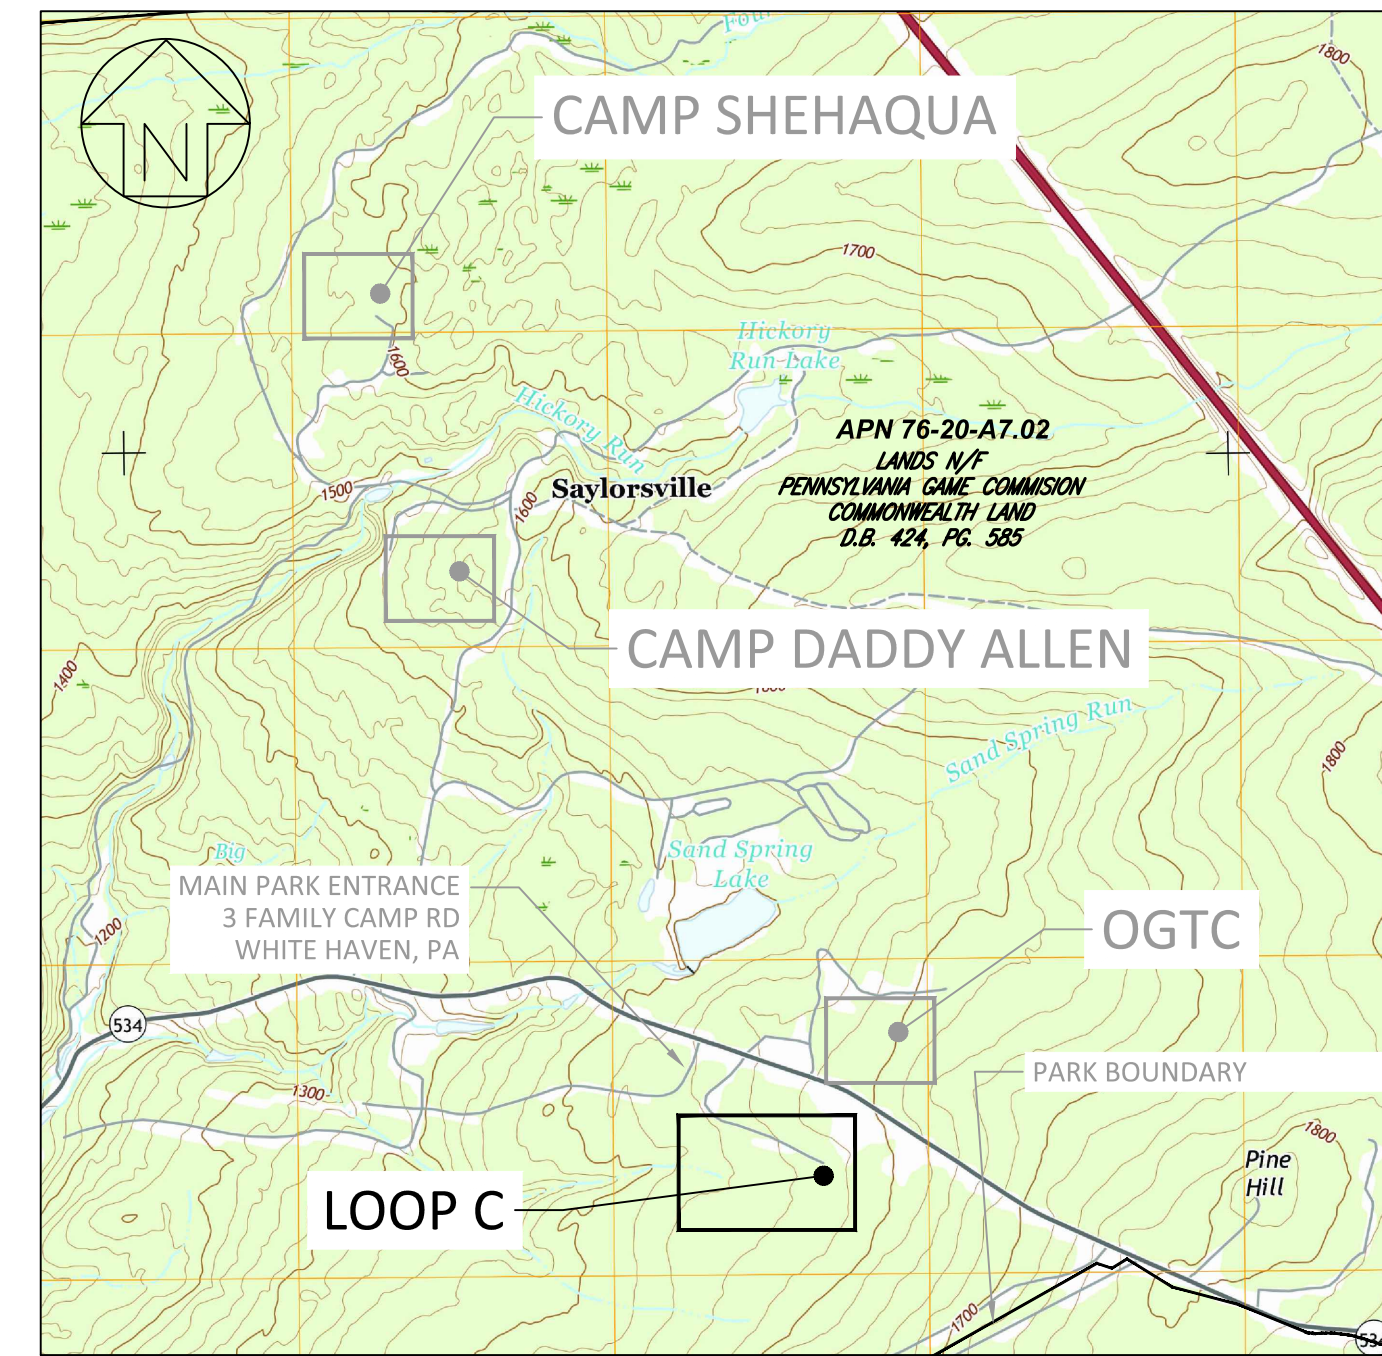 Four
1800
N
CAMP SHEHAQUA
1700
1600
Hickory
Run Lake
Hickory Run
APN 76-20-A7.02
LANDS N/F
PENNSYLVANIA GAME COMMISION
COMMONWEALTH LAND
D.B. 424, PG. 585
1500
Saylorsville
1600
CAMP DADDY ALLEN
1400
Sand Spring Run
1800
Big
Sand Spring
Lake
MAIN PARK ENTRANCE
3 FAMILY CAMP RD
WHITE HAVEN, PA
1200
OGTC
534
PARK BOUNDARY
1300
1800
Pine
Hill
LOOP C
1700
534